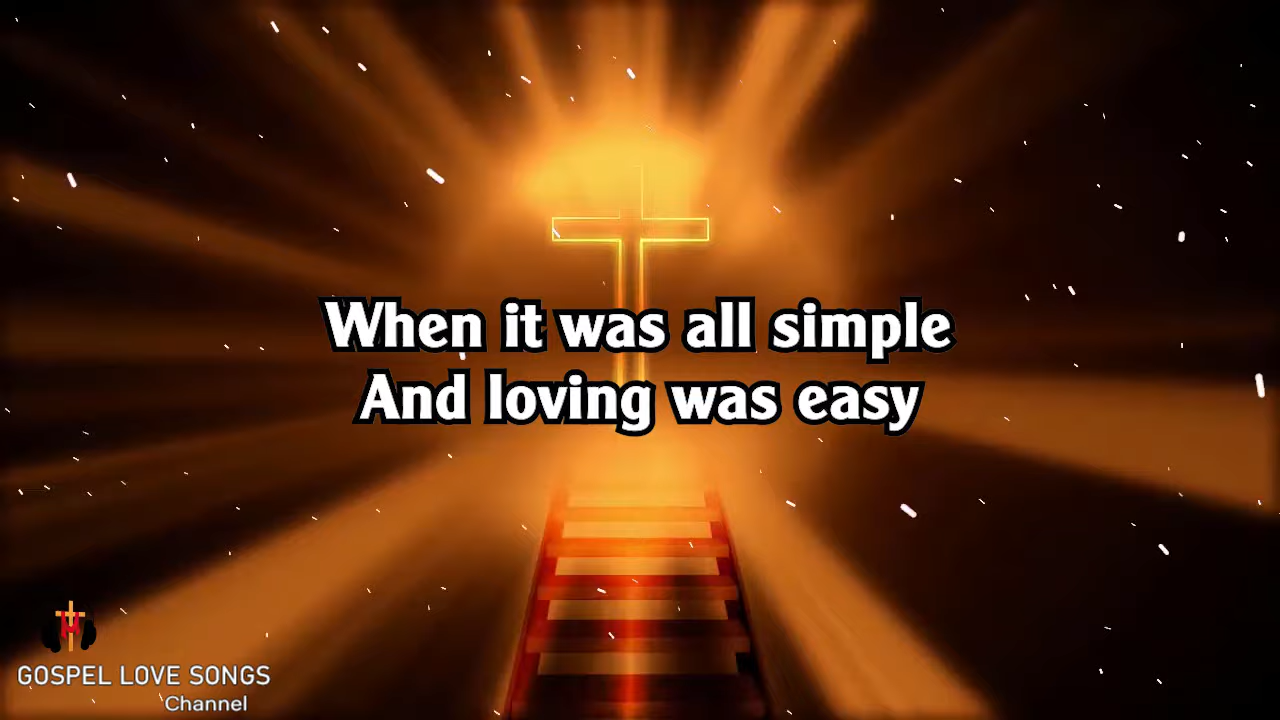 When it was all simple
And loving was easy
GOSPEL LOVE SONGS
Channel